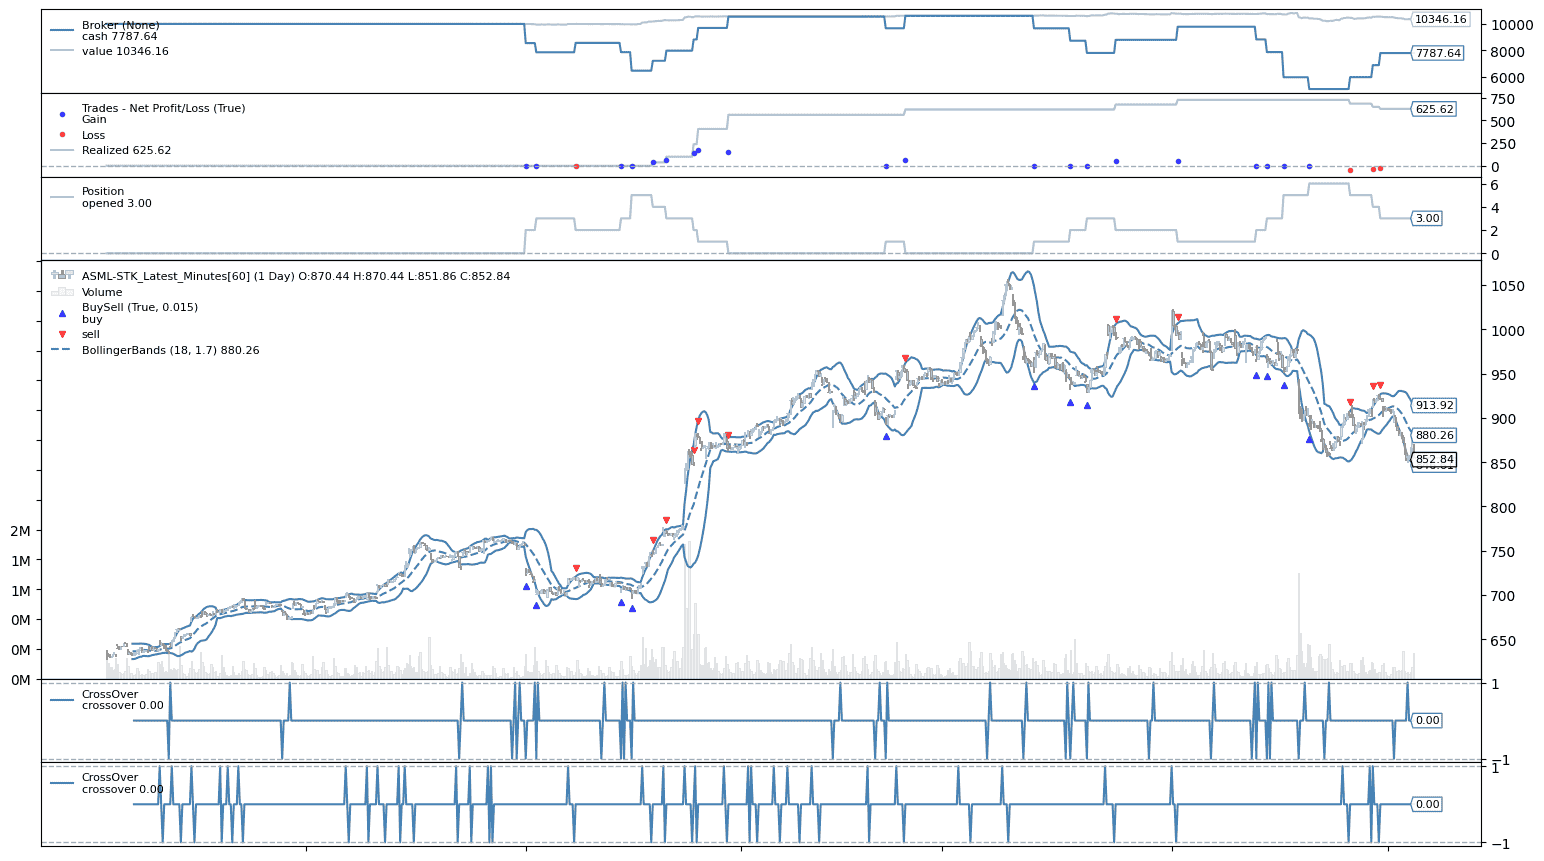 Broker (None)
cash 7787.64
value 10346.16
10346.16
7787.64
10000
8000
6000
Trades - Net Profit/Loss (True)
Gain
Loss
Realized 625.62
625.62
750
500
250
0
Position
opened 3.00
3.00
6
4
2
0
ASML-STK_Latest_Minutes[60] (1 Day) O:870.44 H:870.44 L:851.86 C:852.84
Volume
BuySell (True, 0.015)
buy
sell
BollingerBands (18, 1.7) 880.26
2M
1M
1M
0M
0M
0M
913.92
880.26
852.84
1050
1000
950
900
850
800
750
700
650
CrossOver
crossover 0.00
0.00
1
−1
CrossOver
crossover 0.00
0.00
1
−1